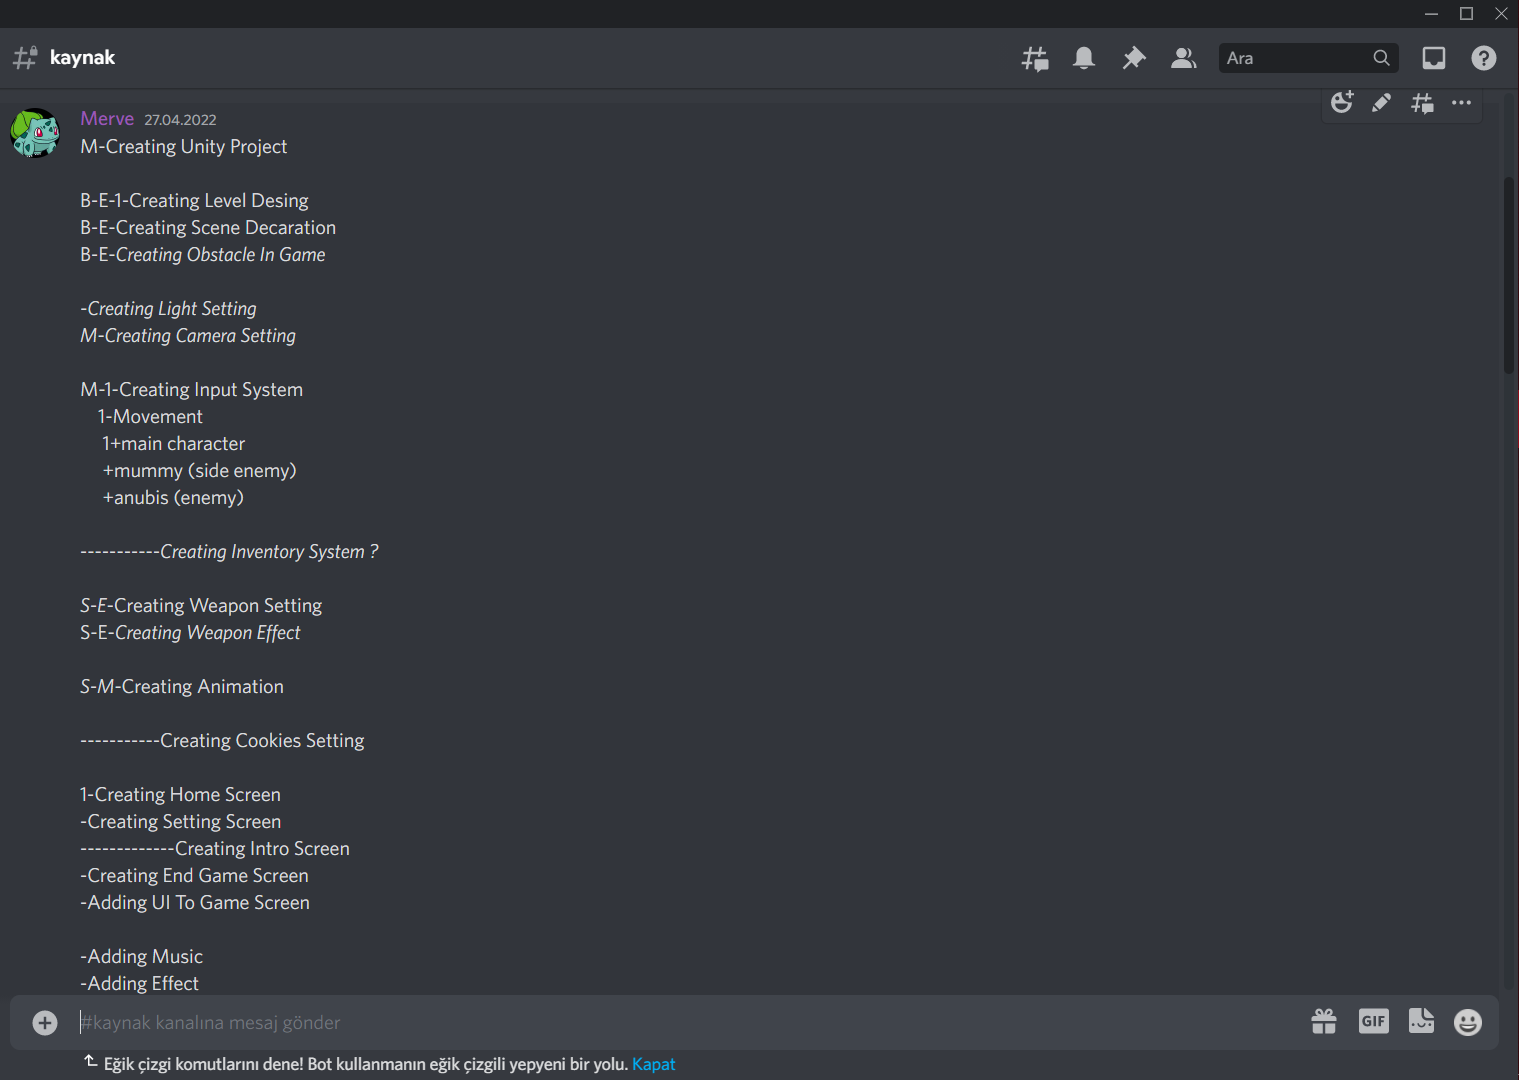 kaynak
Ara
Merve 27.04.2022
M-Creating Unity Project
B-E-1-Creating Level Desing
B-E-Creating Scene Decaration
B-E-Creating Obstacle In Game
-Creating Light Setting
M-Creating Camera Setting
M-1-Creating Input System
1-Movement
1+main character
+mummy (side enemy)
+anubis (enemy)
-----------Creating Inventory System ?
S-E-Creating Weapon Setting
S-E-Creating Weapon Effect
S-M-Creating Animation
-----------Creating Cookies Setting
1-Creating Home Screen
-Creating Setting Screen
-------------Creating Intro Screen
-Creating End Game Screen
-Adding UI To Game Screen
-Adding Music
-Adding Effect
#kaynak kanalına mesaj gönder
GIF
Eğik çizgi komutlarını dene! Bot kullanmanın eğik çizgili yepyeni bir yolu. Kapat